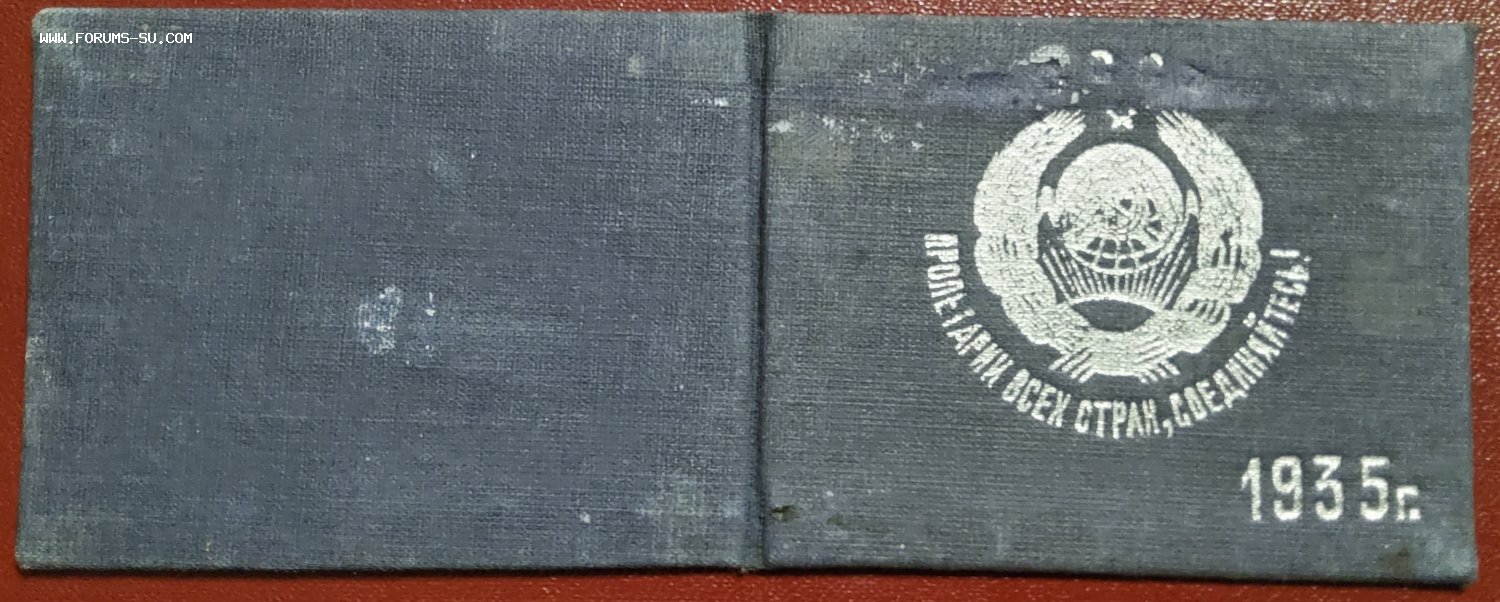 WWW.FORUMS-SU.COM
ПРОЛЕТАРИИ ВСЕХ СТРАН, СОЕДИНЯЙТЕСЬ!
1935г.